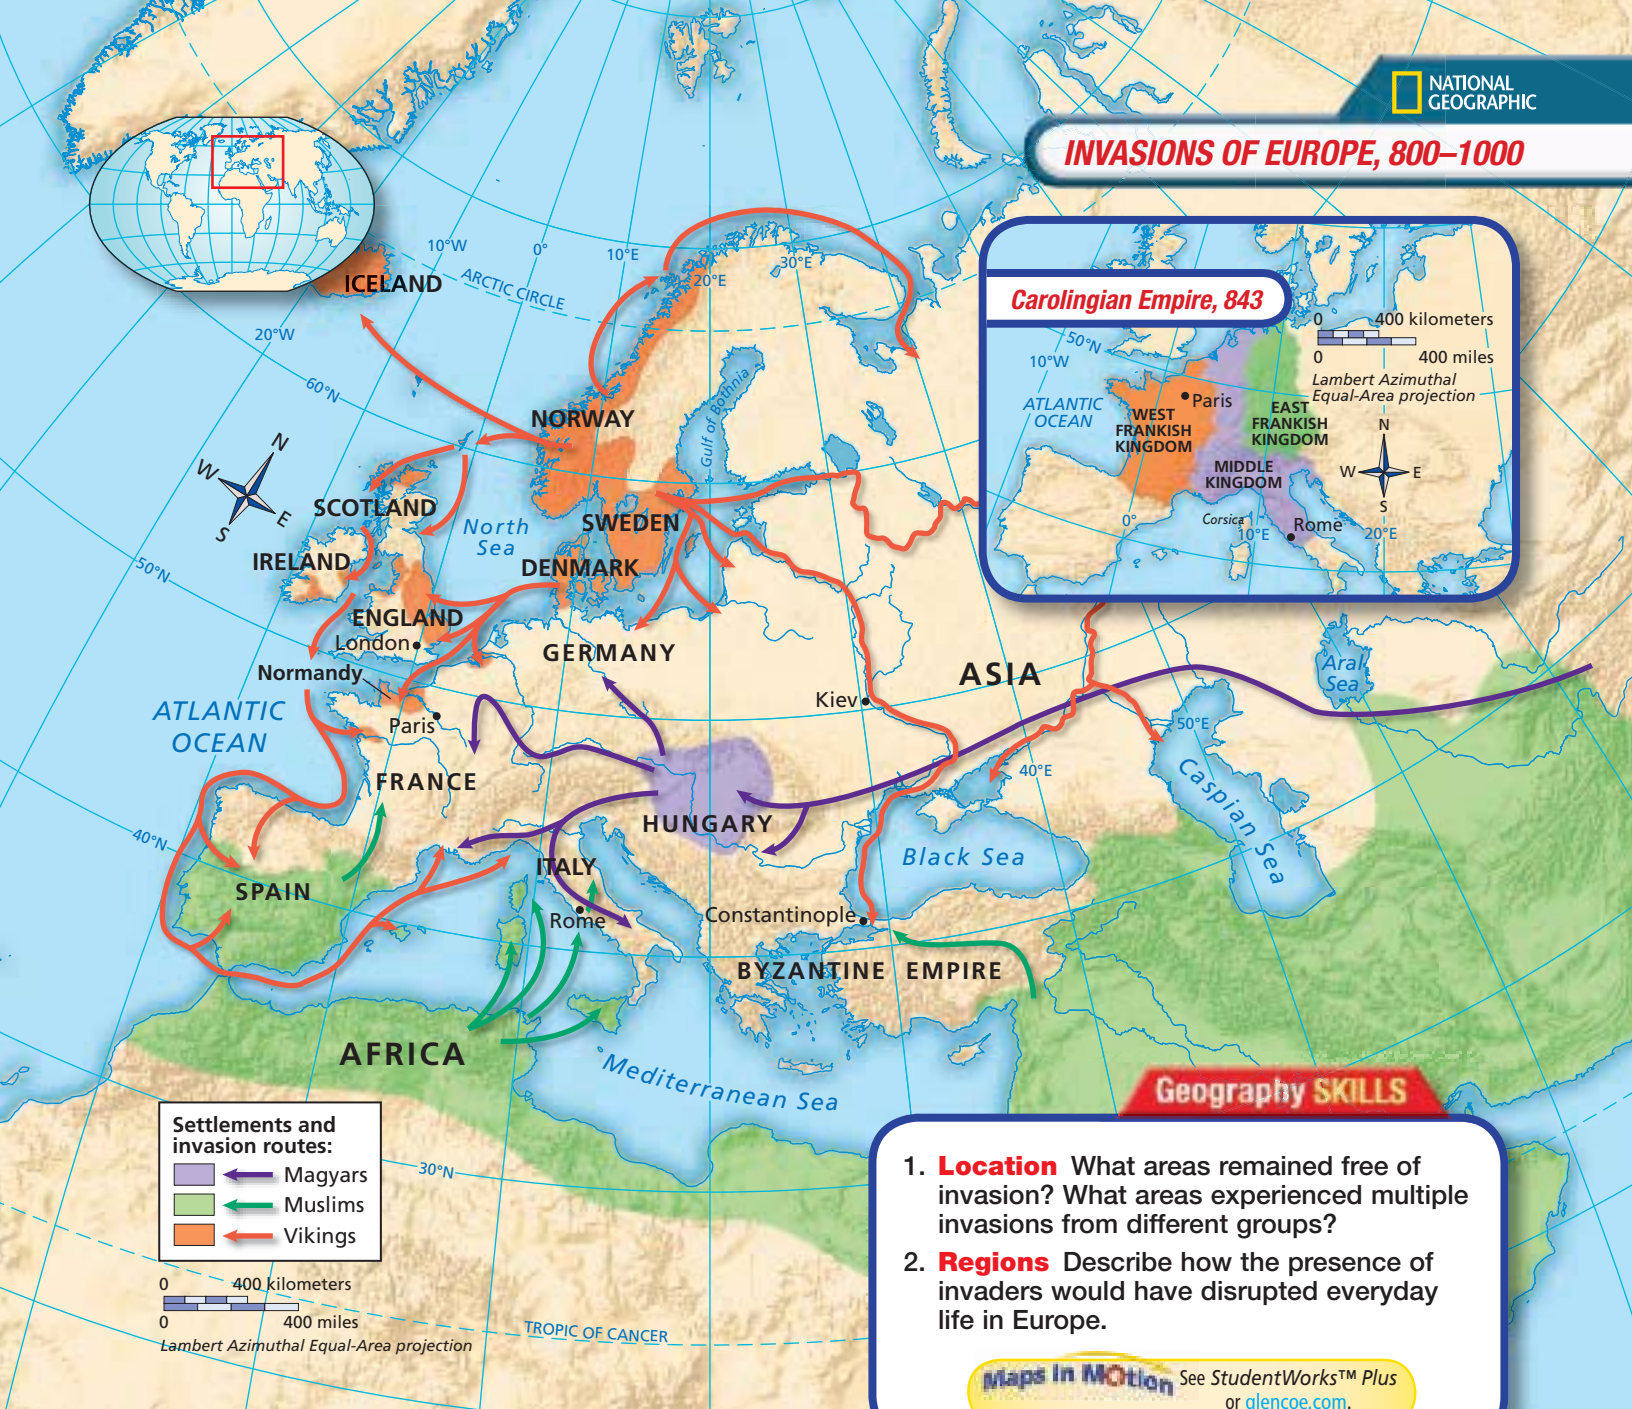 NATIONAL
GEOGRAPHIC
INVASIONS OF EUROPE, 800–1000
ICELAND
10°W
0°
10°E
20°E
30°E
ARCTIC CIRCLE
20°W
60°N
NORWAY
Gulf of Bothnia
N
W
E
S
SCOTLAND
North
Sea
SWEDEN
50°N
IRELAND
DENMARK
ENGLAND
London
GERMANY
Normandy
ASIA
Aral
Sea
Kiev
ATLANTIC
OCEAN
Paris
50°E
40°E
FRANCE
Caspian Sea
HUNGARY
40°N
Black Sea
ITALY
SPAIN
Rome
Constantinople
BYZANTINE EMPIRE
AFRICA
Mediterranean Sea
30°N
TROPIC OF CANCER
Carolingian Empire, 843
0 400 kilometers
0 400 miles
Lambert Azimuthal
Equal-Area projection
50°N
10°W
ATLANTIC
OCEAN
Paris
WEST
FRANKISH
KINGDOM
EAST
FRANKISH
KINGDOM
MIDDLE
KINGDOM
N
W
E
S
Corsica
Rome
0°
10°E
20°E
Settlements and
invasion routes:
Magyars
Muslims
Vikings
0 400 kilometers
0 400 miles
Lambert Azimuthal Equal-Area projection
Geography SKILLS
1. Location What areas remained free of
invasion? What areas experienced multiple
invasions from different groups?
2. Regions Describe how the presence of
invaders would have disrupted everyday
life in Europe.
Maps In MOtion See StudentWorks™ Plus
or glencoe.com.